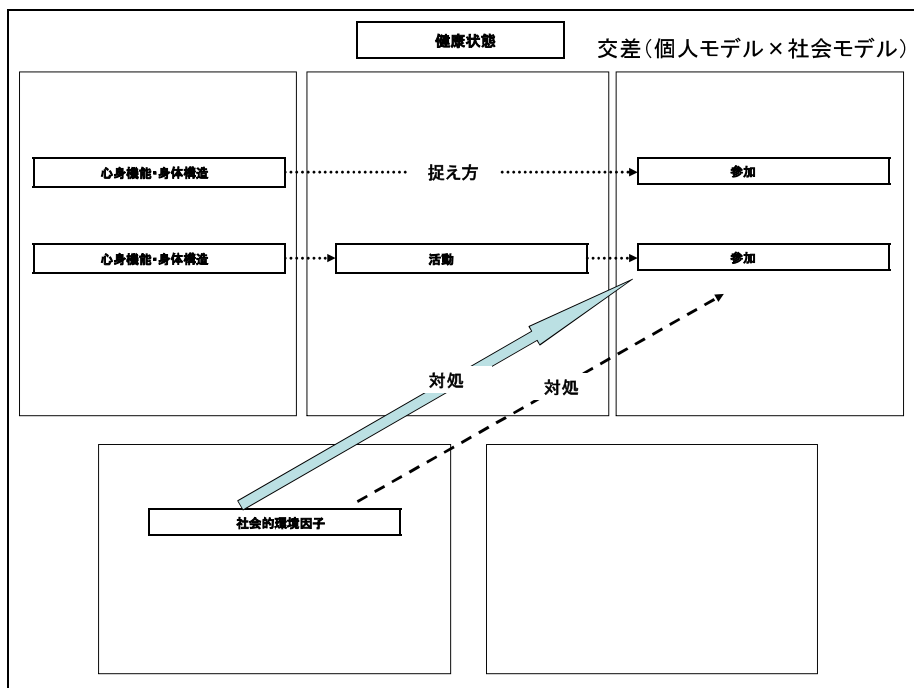 健康状態
交差（個人モデル×社会モデル）
心身機能・身体構造
捉え方
参加
心身機能・身体構造
活動
参加
対処
対処
社会的環境因子